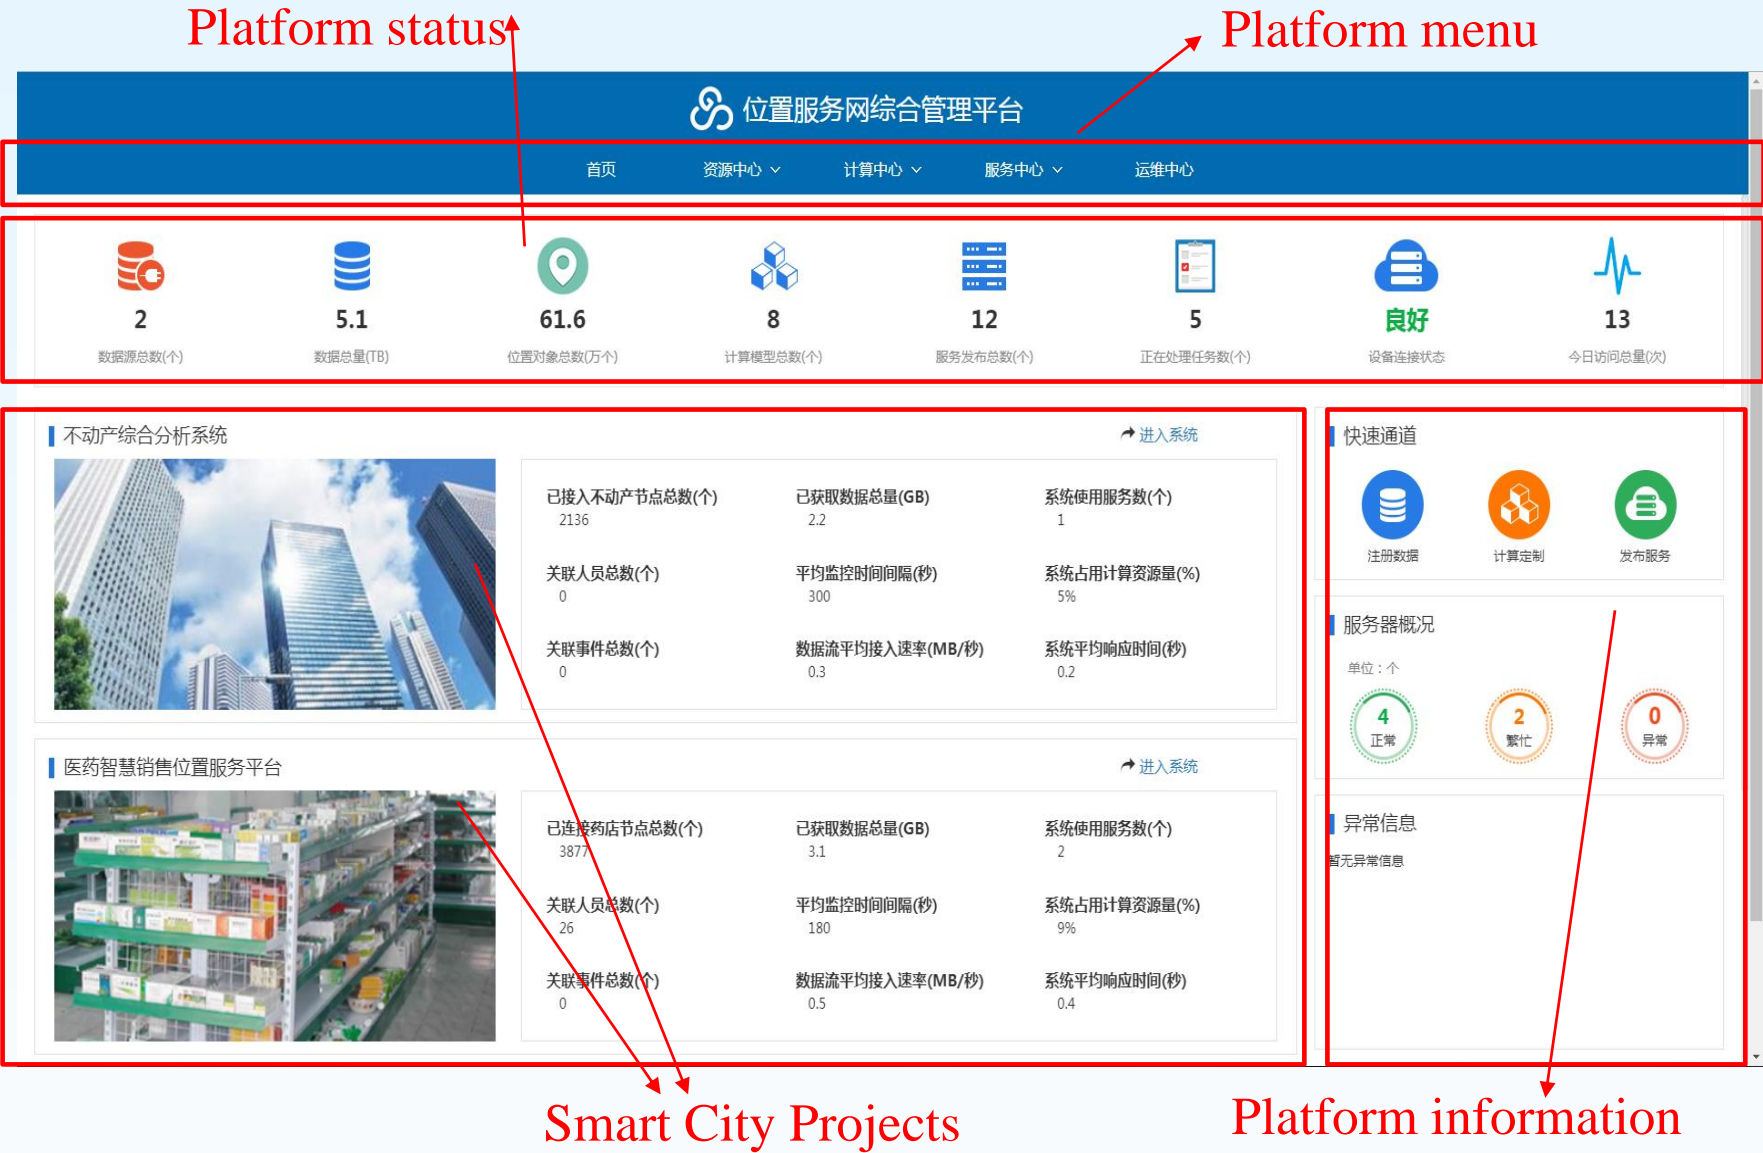 Platform status
Platform menu
位置服务网综合管理平台
首页 资源中心 计算中心 服务中心 运维中心
2 5.1 61.6 8 12 5 良好 13
数据源总数(个) 数据总量(TB) 位置对象总数(万个) 计算模型总数(个) 服务发布总数(个) 正在处理任务数(个) 设备连接状态 今日访问总量(次)
不动产综合分析系统 进入系统
已接入不动产节点总数(个) 已获取数据总量(GB) 系统使用服务数(个)
2136 2.2 1
关联人员总数(个) 平均监控时间间隔(秒) 系统占用计算资源量(%)
0 300 5%
关联事件总数(个) 数据流平均接入速率(MB/秒) 系统平均响应时间(秒)
0 0.3 0.2
医药智慧销售位置服务平台 进入系统
已连接药店节点总数(个) 已获取数据总量(GB) 系统使用服务数(个)
3877 3.1 2
关联人员总数(个) 平均监控时间间隔(秒) 系统占用计算资源量(%)
26 180 9%
关联事件总数(个) 数据流平均接入速率(MB/秒) 系统平均响应时间(秒)
0 0.5 0.4
快速通道
注册数据 计算定制 发布服务
服务器概况
单位：个
4 2 0
正常 繁忙 异常
异常信息
暂无异常信息
Smart City Projects
Platform information